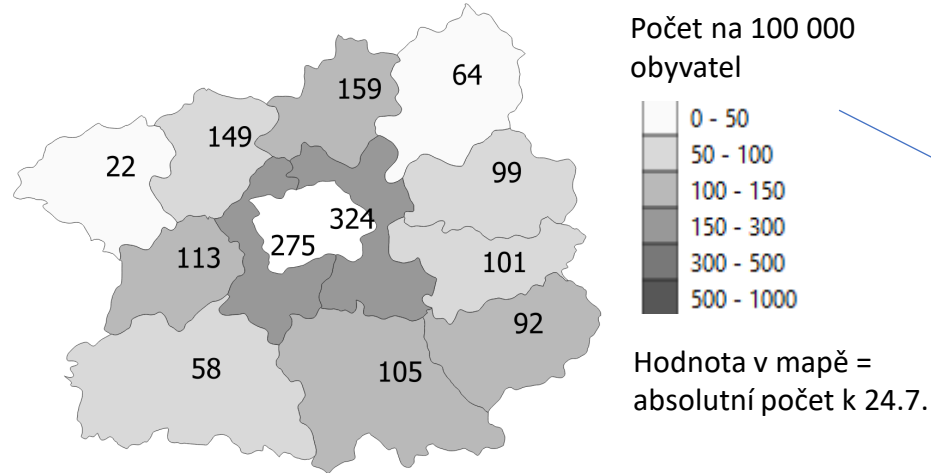 159
64
149
22
99
324
275
113
101
92
58
105
Počet na 100 000
obyvatel
0 - 50
50 - 100
100 - 150
150 - 300
300 - 500
500 - 1000
Hodnota v mapě =
absolutní počet k 24.7.